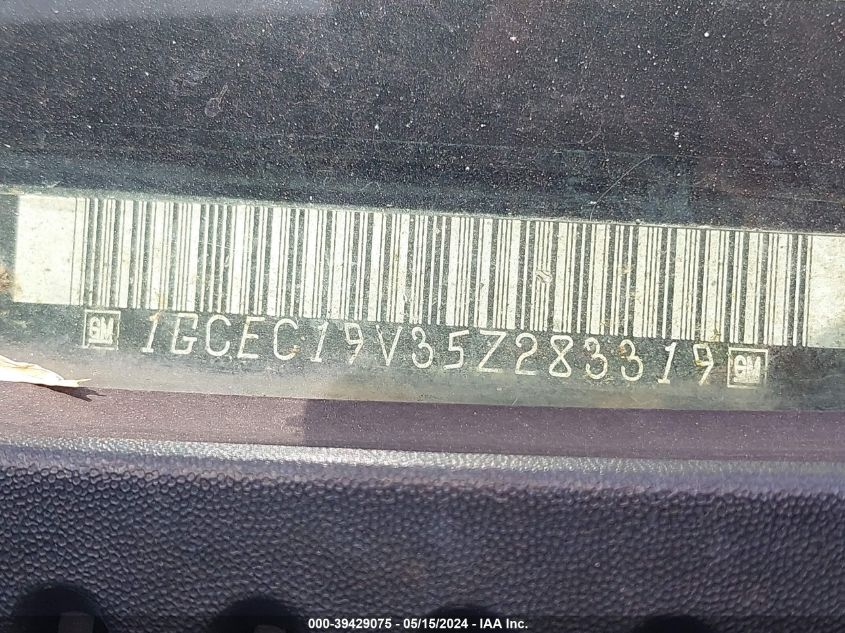 GM 1GCEC19V35Z283319 GM
000-39429075 - 05/15/2024 - IAA Inc.